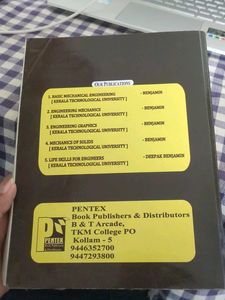 OUR PUBLICATIONS
1. BASIC MECHANICAL ENGINEERING - BENJAMIN
[ KERALA TECHNOLOGICAL UNIVERSITY ]
2. ENGINEERING MECHANICS - BENJAMIN
[ KERALA TECHNOLOGICAL UNIVERSITY ]
3. ENGINEERING GRAPHICS - BENJAMIN
[ KERALA TECHNOLOGICAL UNIVERSITY ]
4. MECHANICS OF SOLIDS - BENJAMIN
[ KERALA TECHNOLOGICAL UNIVERSITY ]
5. LIFE SKILLS FOR ENGINEERS - DEEPAK BENJAMIN
[ KERALA TECHNOLOGICAL UNIVERSITY ]
PENTEX
Book Publishers & Distributors
B & T Arcade,
TKM College PO
Kollam - 5
9446352700
9447293800
PENTEX